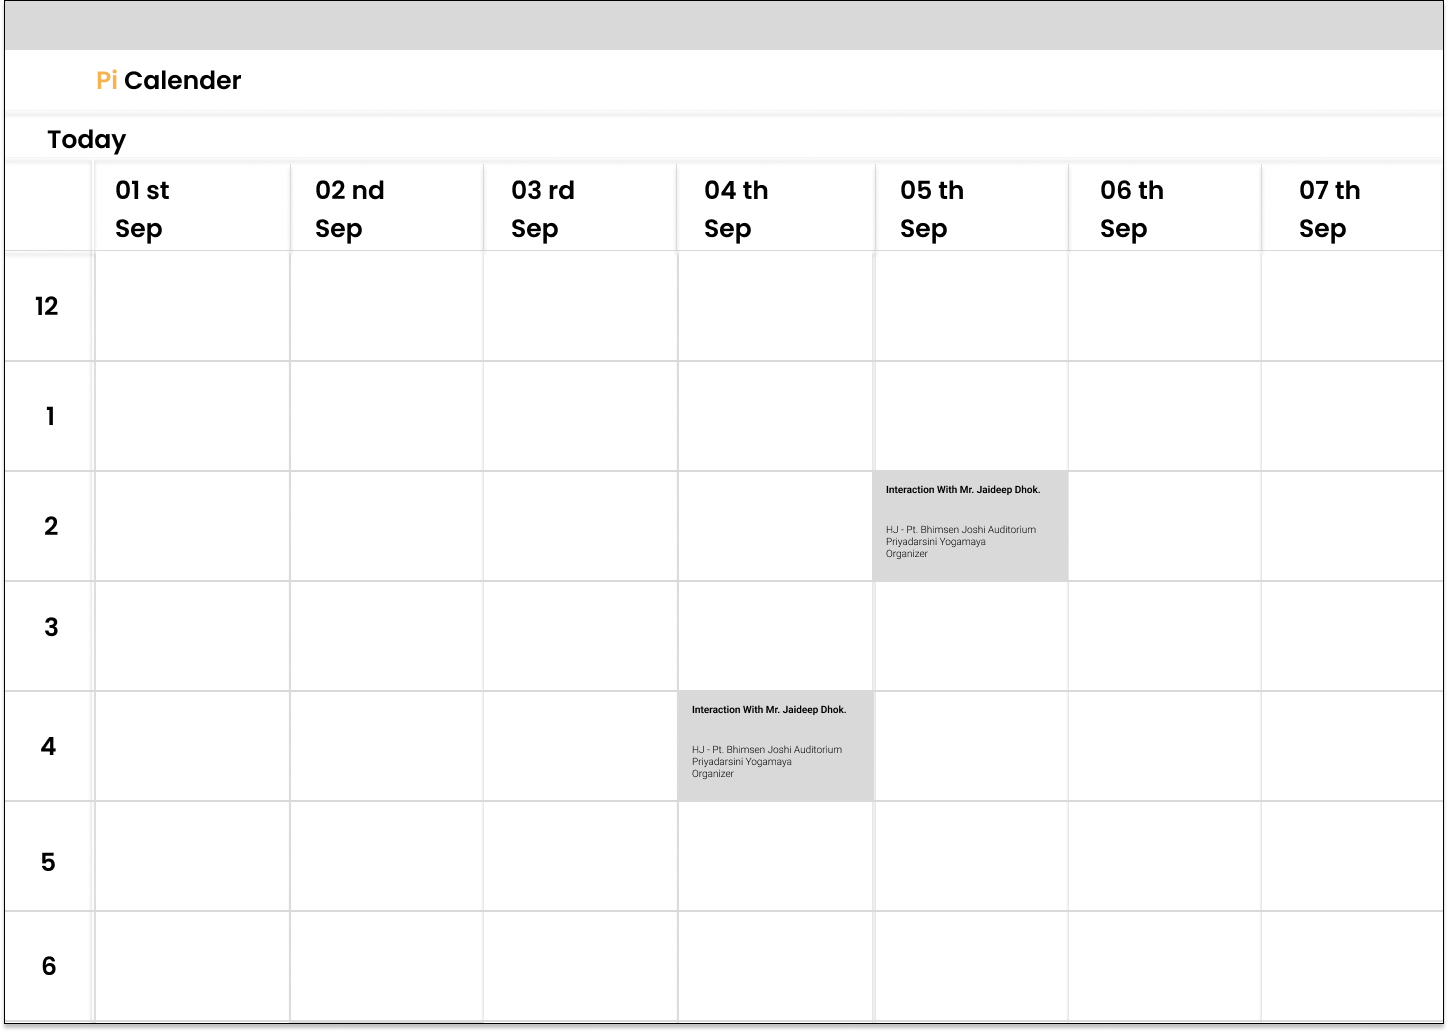 Pi Calender
Today
01 st
Sep
02 nd
Sep
03 rd
Sep
04 th
Sep
05 th
Sep
06 th
Sep
07 th
Sep
12
1
2
Interaction With Mr. Jaideep Dhok.
HJ - Pt. Bhimsen Joshi Auditorium
Priyadarsini Yogamaya
Organizer
3
4
Interaction With Mr. Jaideep Dhok.
HJ - Pt. Bhimsen Joshi Auditorium
Priyadarsini Yogamaya
Organizer
5
6